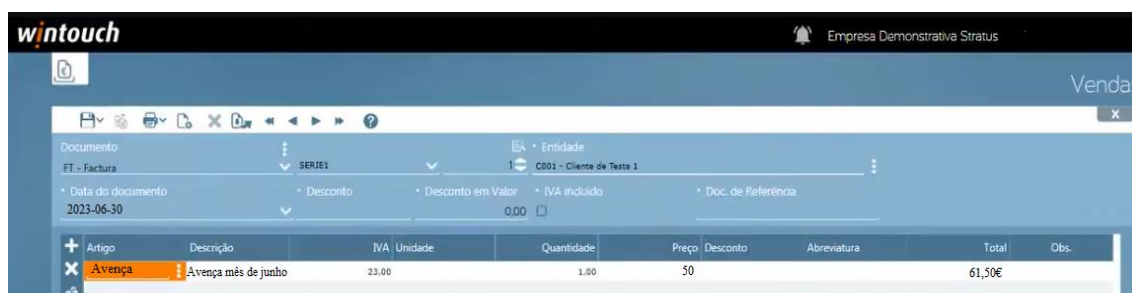 wintouch
Empresa Demonstrativa Stratus
Venda
X
Documento * Entidade
FT - Factura SERIE1 1 C001 - Cliente de Teste 1
* Data do documento * Desconto * Desconto em Valor * IVA incluido * Doc. de Referência
2023-06-30 0,00
Artigo Descrição IVA Unidade Quantidade Preço Desconto Abreviatura Total Obs.
Avença Avença mês de junho 23,00 1,00 50 61,50€